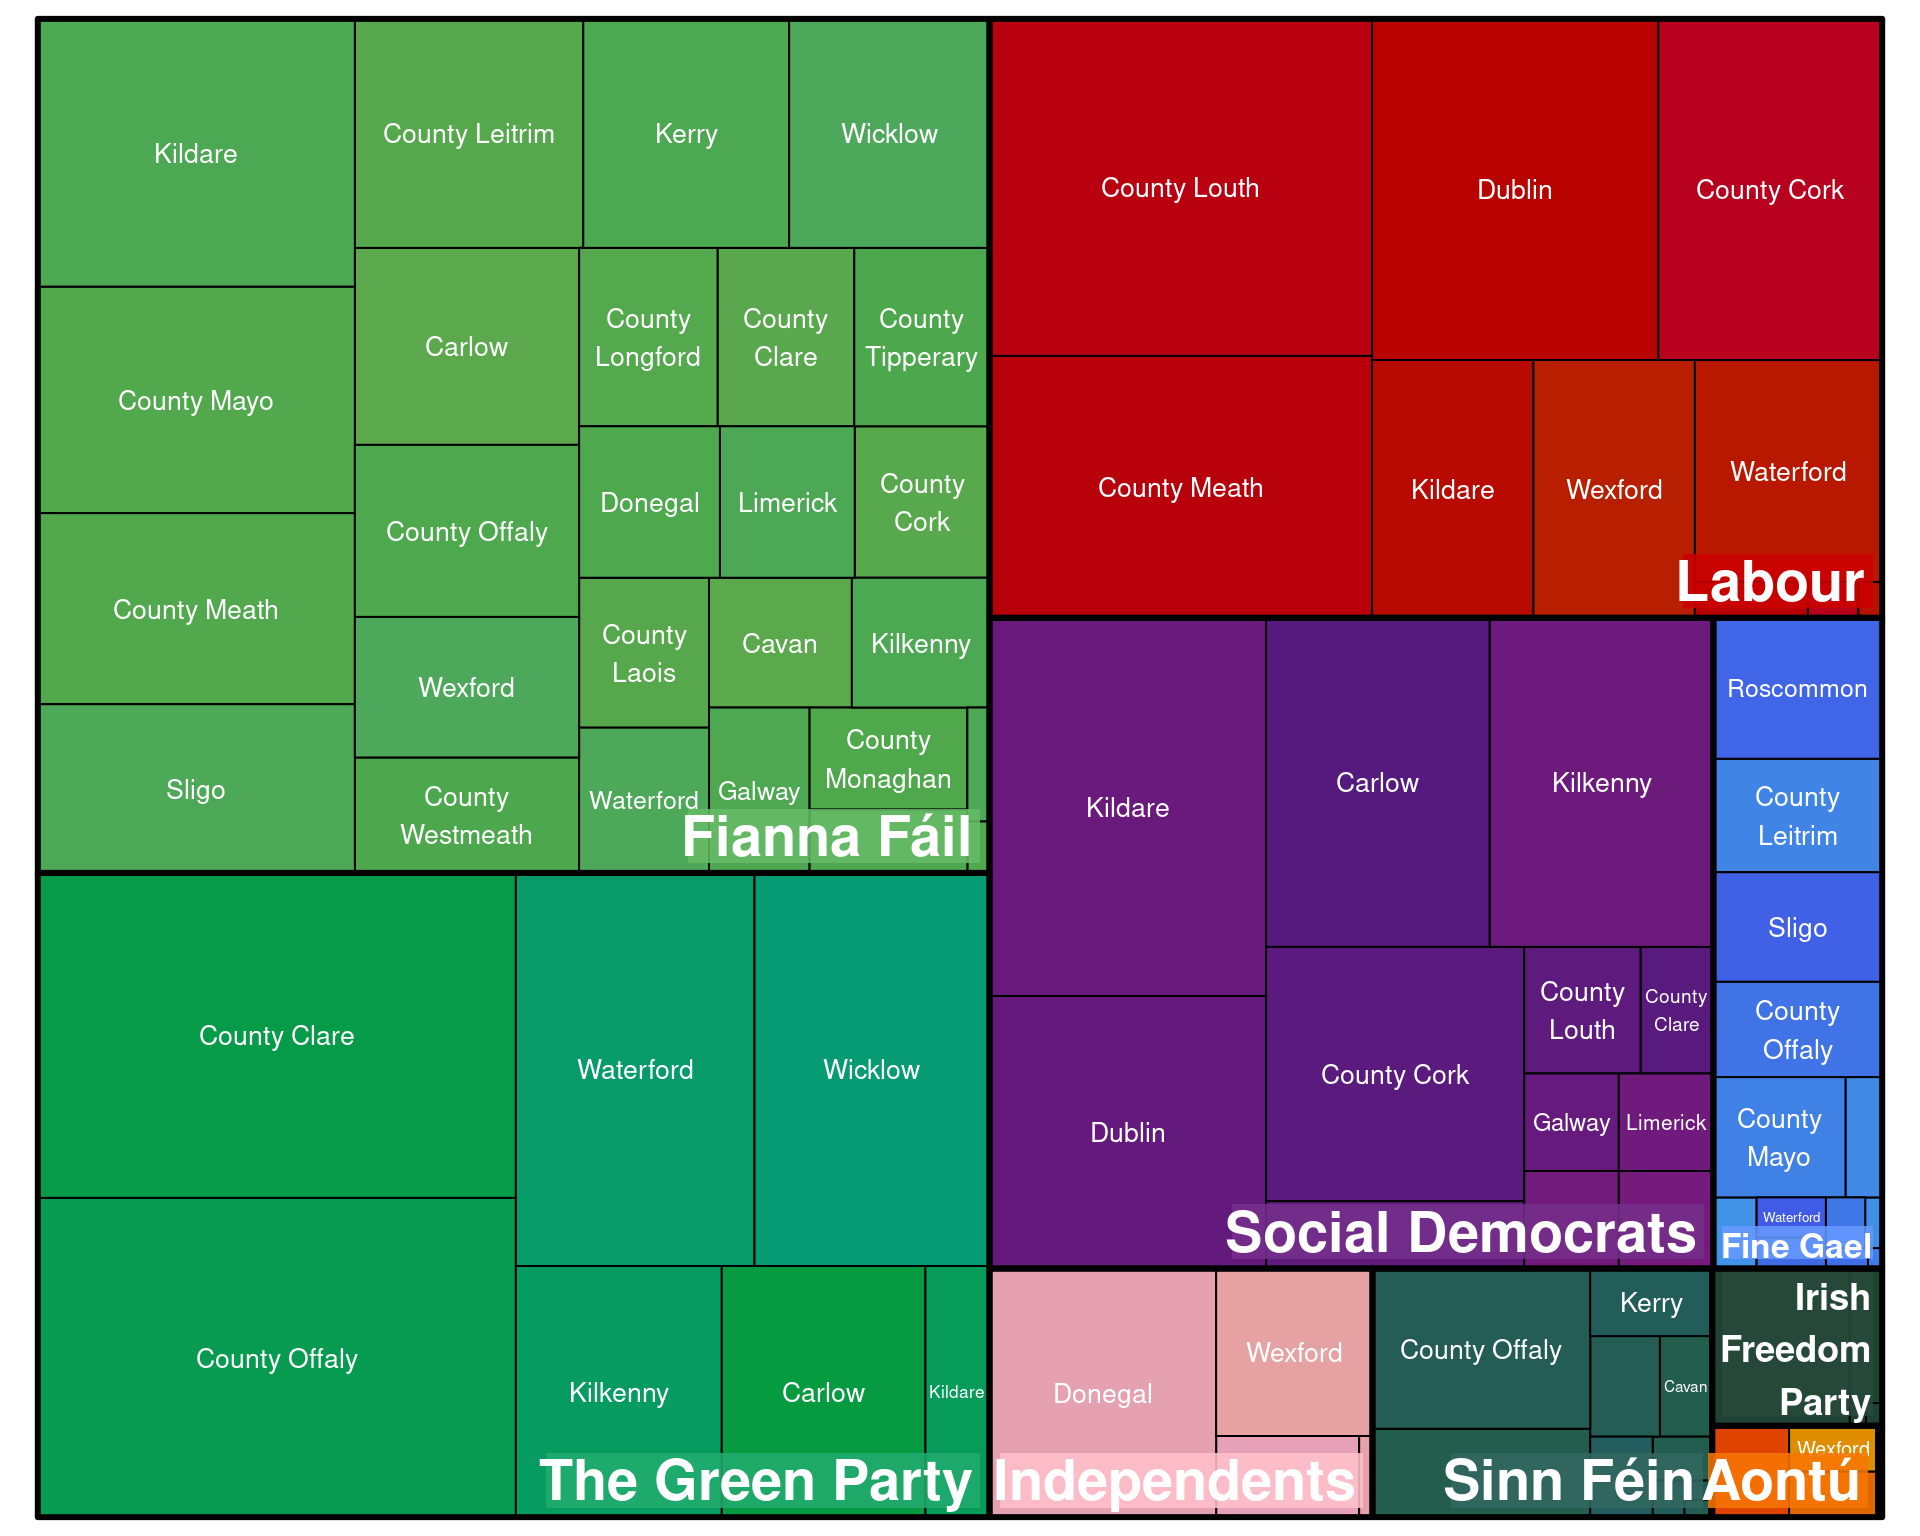 Kildare
County Leitrim
Kerry
Wicklow
County Mayo
Carlow
County
Longford
County
Clare
County
Tipperary
County Offaly
Donegal
Limerick
County
Cork
County Meath
Wexford
County
Laois
Cavan
Kilkenny
Sligo
County
Westmeath
Waterford
Galway
County
Monaghan
Fianna Fáil
County Louth
Dublin
County Cork
County Meath
Kildare
Wexford
Waterford
Labour
County Clare
Waterford
Wicklow
County Offaly
Kilkenny
Carlow
Kildare
The Green Party
Kildare
Carlow
Kilkenny
Dublin
County Cork
County
Louth
County
Clare
Galway
Limerick
Social Democrats
Roscommon
County
Leitrim
Sligo
County
Offaly
County
Mayo
Waterford
Fine Gael
Donegal
Wexford
Independents
County Offaly
Kerry
Cavan
Sinn Féin
Irish
Freedom
Party
Wexford
Aontú